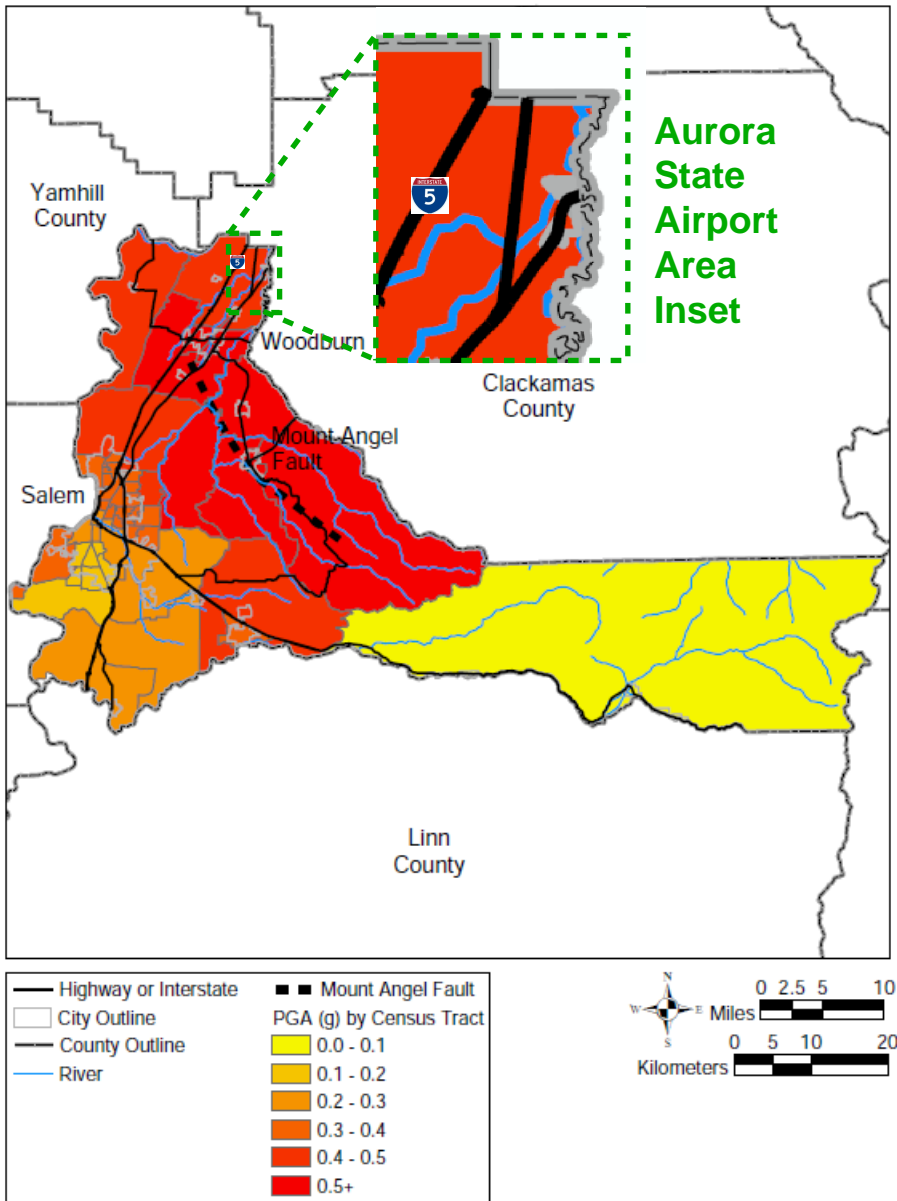 Yamhill
County
INTERSTATE
5
Aurora
State
Airport
Area
Inset
5
Woodburn
Clackamas
County
Mount Angel
Fault
Salem
Linn
County
Highway or Interstate
City Outline
County Outline
River
Mount Angel Fault
PGA (g) by Census Tract
0.0 - 0.1
0.1 - 0.2
0.2 - 0.3
0.3 - 0.4
0.4 - 0.5
0.5+
N
W E
S
0 2.5 5 10
Miles
0 5 10 20
Kilometers